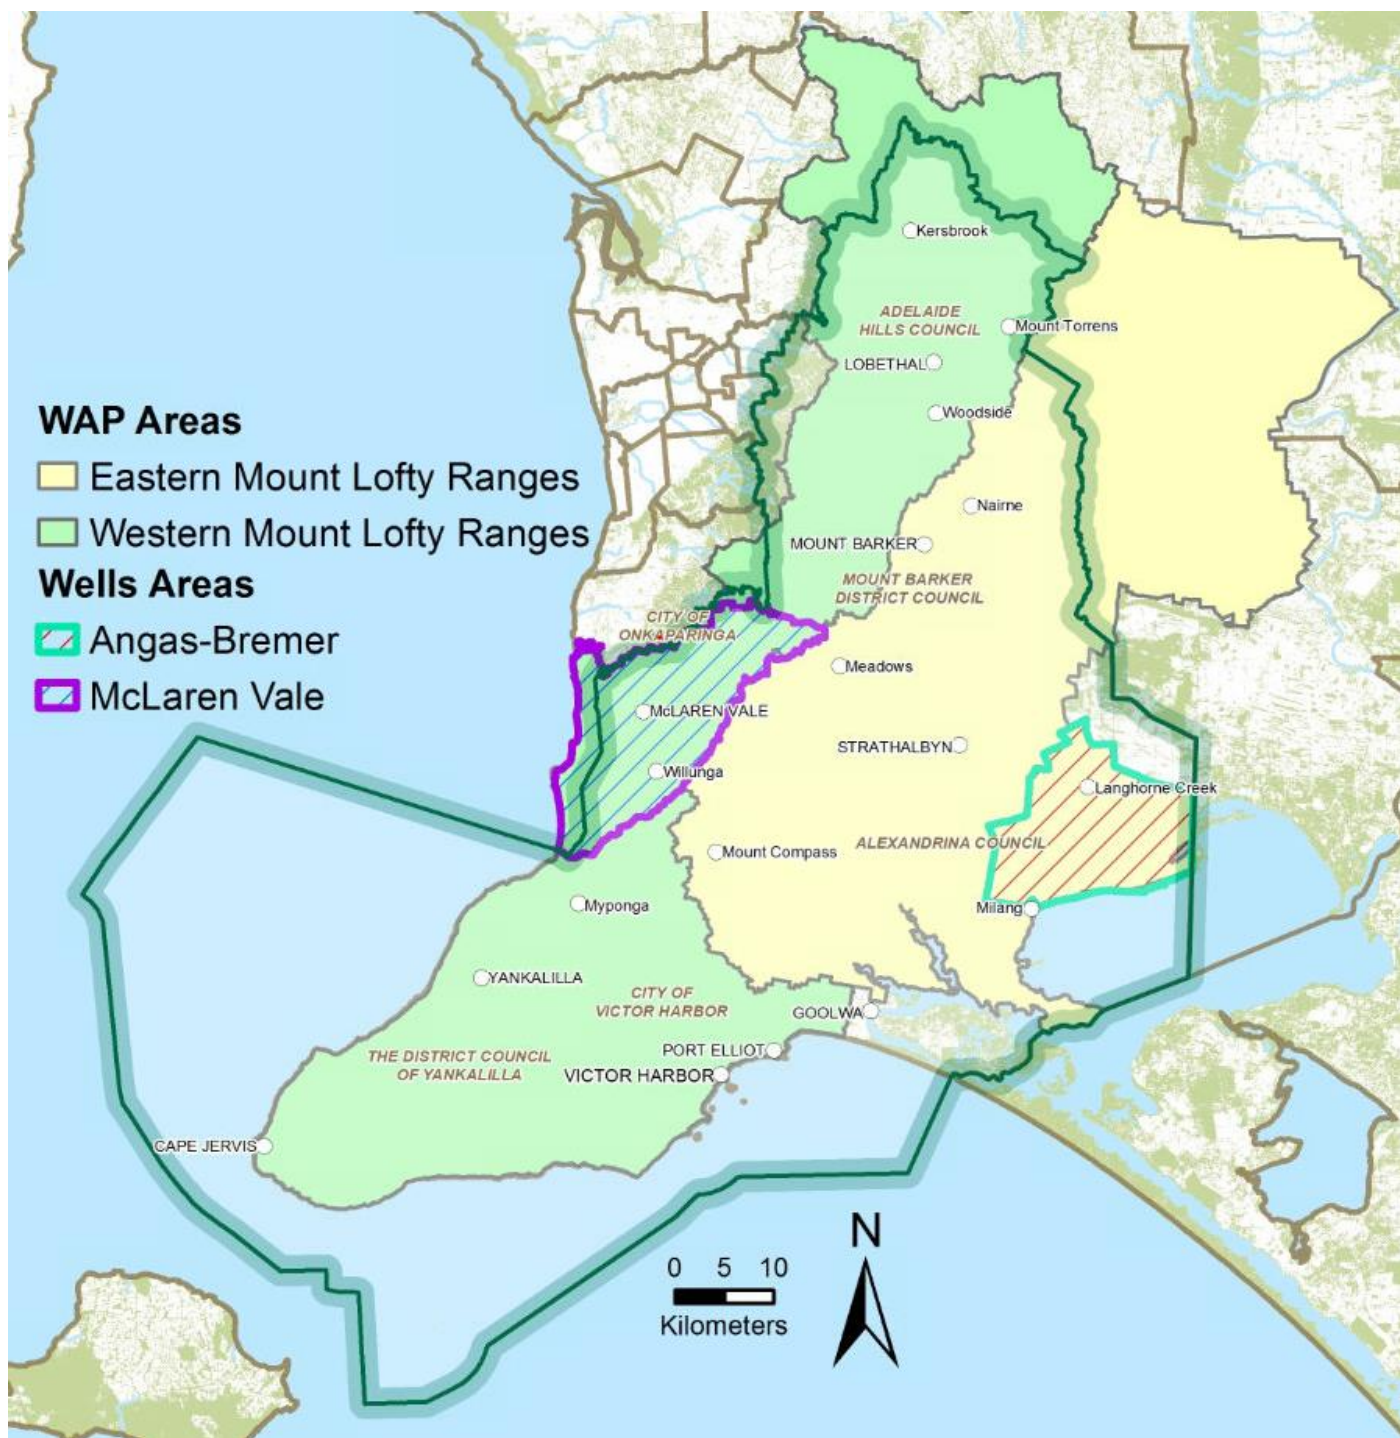 Kersbrook
ADELAIDE
HILLS COUNCIL
Mount Torrens
LOBETHAL
Woodside
WAP Areas
Eastern Mount Lofty Ranges
Western Mount Lofty Ranges
Wells Areas
Angas-Bremer
McLaren Vale
Nairne
MOUNT BARKER
MOUNT BARKER
DISTRICT COUNCIL
CITY OF
ONKAPARINGA
Meadows
McLAREN VALE
STRATHALBYN
Willunga
Langhorne Creek
ALEXANDRINA COUNCIL
Mount Compass
Myponga
Milang
YANKALILLA
CITY OF
VICTOR HARBOR
GOOLWA
PORT ELLIOT
THE DISTRICT COUNCIL
OF YANKALILLA
VICTOR HARBOR
CAPE JERVIS
N
0 5 10
Kilometers